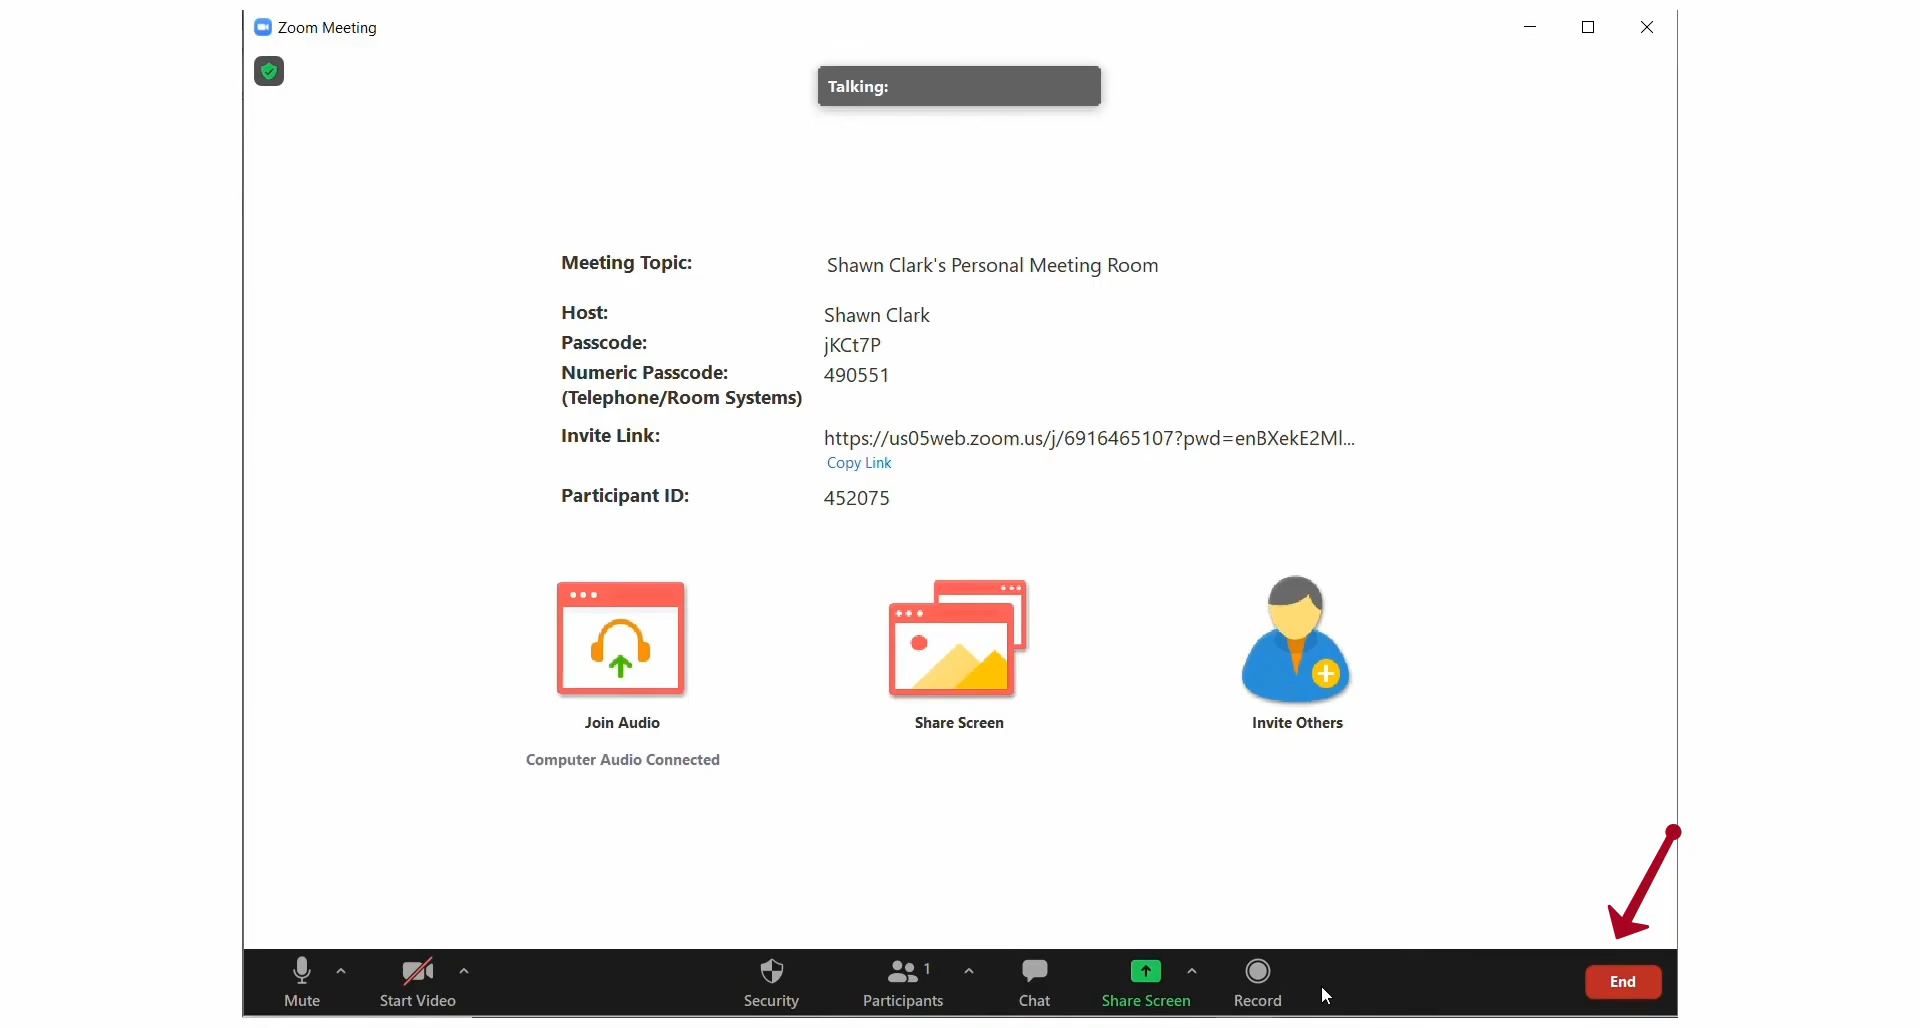 Zoom Meeting
Talking:
Meeting Topic: Shawn Clark's Personal Meeting Room
Host: Shawn Clark
Passcode: jKCt7P
Numeric Passcode: 490551
(Telephone/Room Systems)
Invite Link: https://us05web.zoom.us/j/6916465107?pwd=enBXekE2Ml...
Copy Link
Participant ID: 452075
Join Audio Share Screen Invite Others
Computer Audio Connected
1
Mute Start Video Security Participants Chat Share Screen Record End